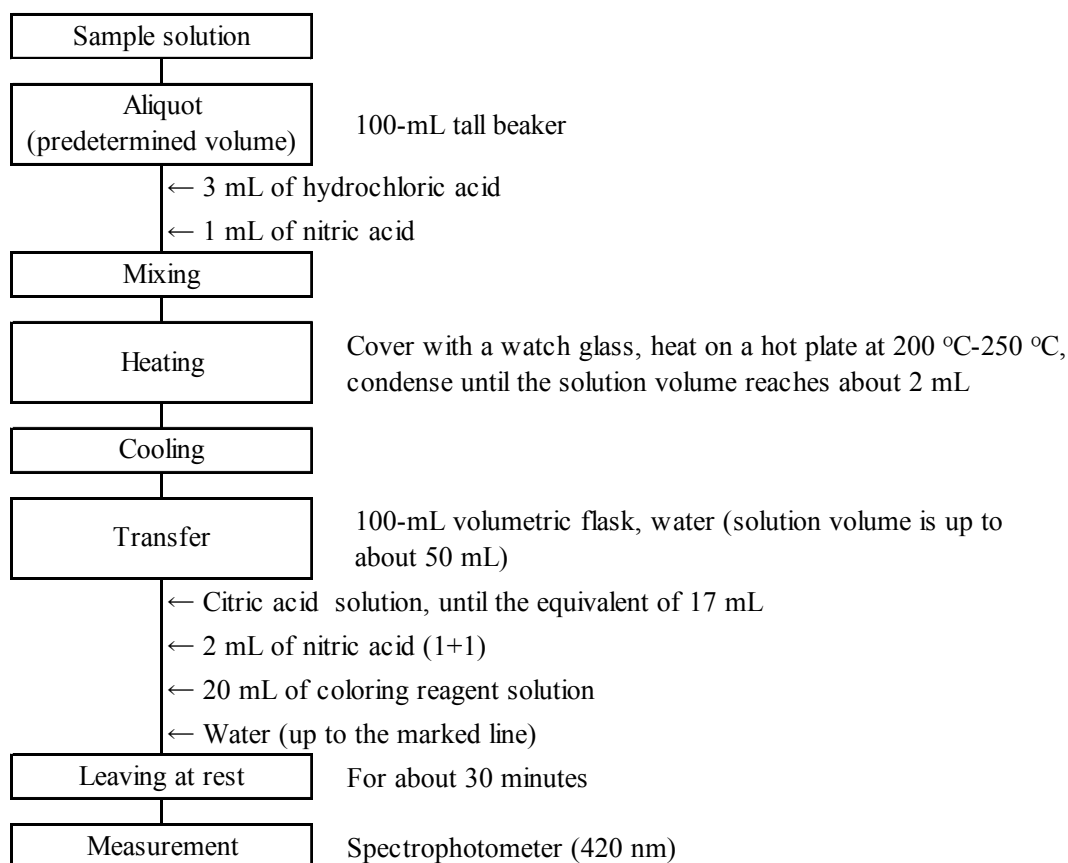 Sample solution
Aliquot
(predetermined volume)
100-mL tall beaker
← 3 mL of hydrochloric acid
← 1 mL of nitric acid
Mixing
Heating
Cover with a watch glass, heat on a hot plate at 200 ºC-250 ºC,
condense until the solution volume reaches about 2 mL
Cooling
Transfer
100-mL volumetric flask, water (solution volume is up to
about 50 mL)
← Citric acid solution, until the equivalent of 17 mL
← 2 mL of nitric acid (1+1)
← 20 mL of coloring reagent solution
← Water (up to the marked line)
Leaving at rest
For about 30 minutes
Measurement
Spectrophotometer (420 nm)